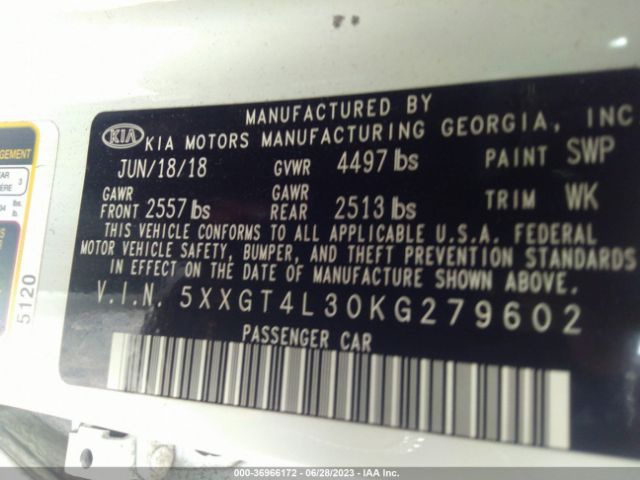 MANUFACTURED BY
KIA KIA MOTORS MANUFACTURING GEORGIA, INC
JUN/18/18 GVWR 4497 lbs PAINT SWP
GAWR FRONT 2557 lbs GAWR REAR 2513 lbs TRIM WK
THIS VEHICLE CONFORMS TO ALL APPLICABLE U.S.A. FEDERAL
MOTOR VEHICLE SAFETY, BUMPER, AND THEFT PREVENTION STANDARDS
IN EFFECT ON THE DATE OF MANUFACTURE SHOWN ABOVE.
V.I.N. 5XXGT4L30KG279602
PASSENGER CAR
3
lbs.
5120
000-36966172 - 06/28/2023 - IAA Inc.